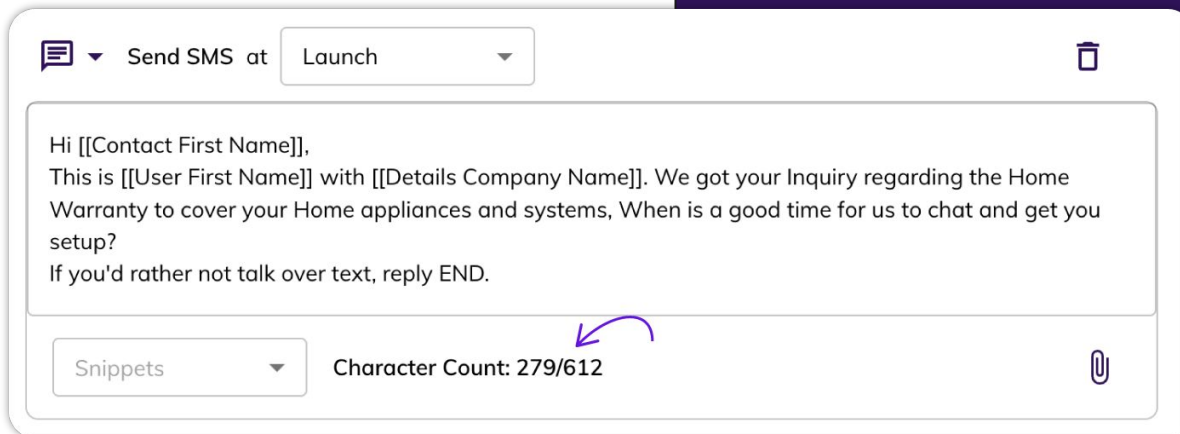 Send SMS at Launch
Hi [[Contact First Name]],
This is [[User First Name]] with [[Details Company Name]]. We got your Inquiry regarding the Home
Warranty to cover your Home appliances and systems, When is a good time for us to chat and get you
setup?
If you'd rather not talk over text, reply END.
Snippets Character Count: 279/612